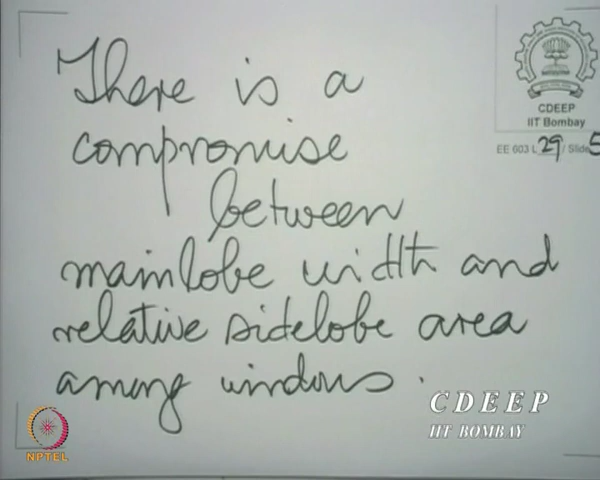 There is a
CDEEP
IIT Bombay
EE 603 L 29 / Slide 5
compromise
between
mainlobe width and
relative sidelobe area
among windows.
CDEEP
IIT BOMBAY
NPTEL